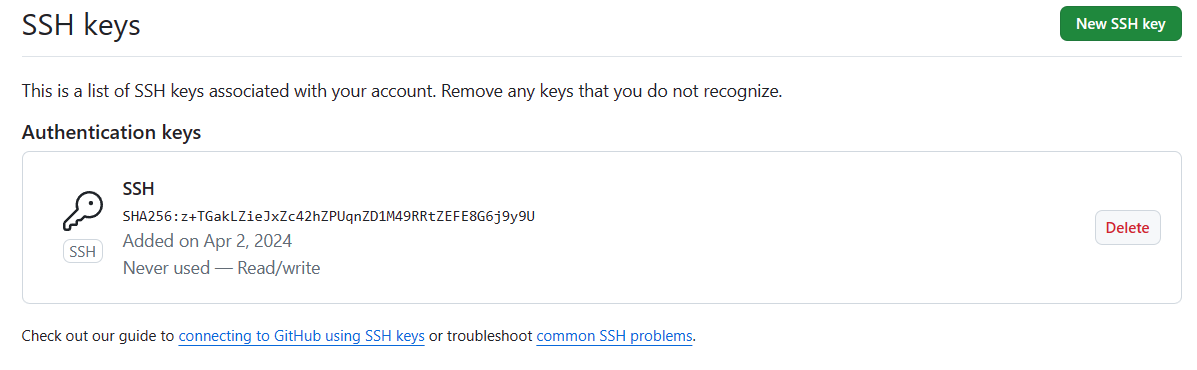 SSH keys
New SSH key
This is a list of SSH keys associated with your account. Remove any keys that you do not recognize.
Authentication keys
SSH
SHA256:z+TGakLZieJxZc42hZPUqnZD1M49RRtZEFE8G6j9y9U
Added on Apr 2, 2024
Never used — Read/write
SSH
Delete
Check out our guide to connecting to GitHub using SSH keys or troubleshoot common SSH problems.